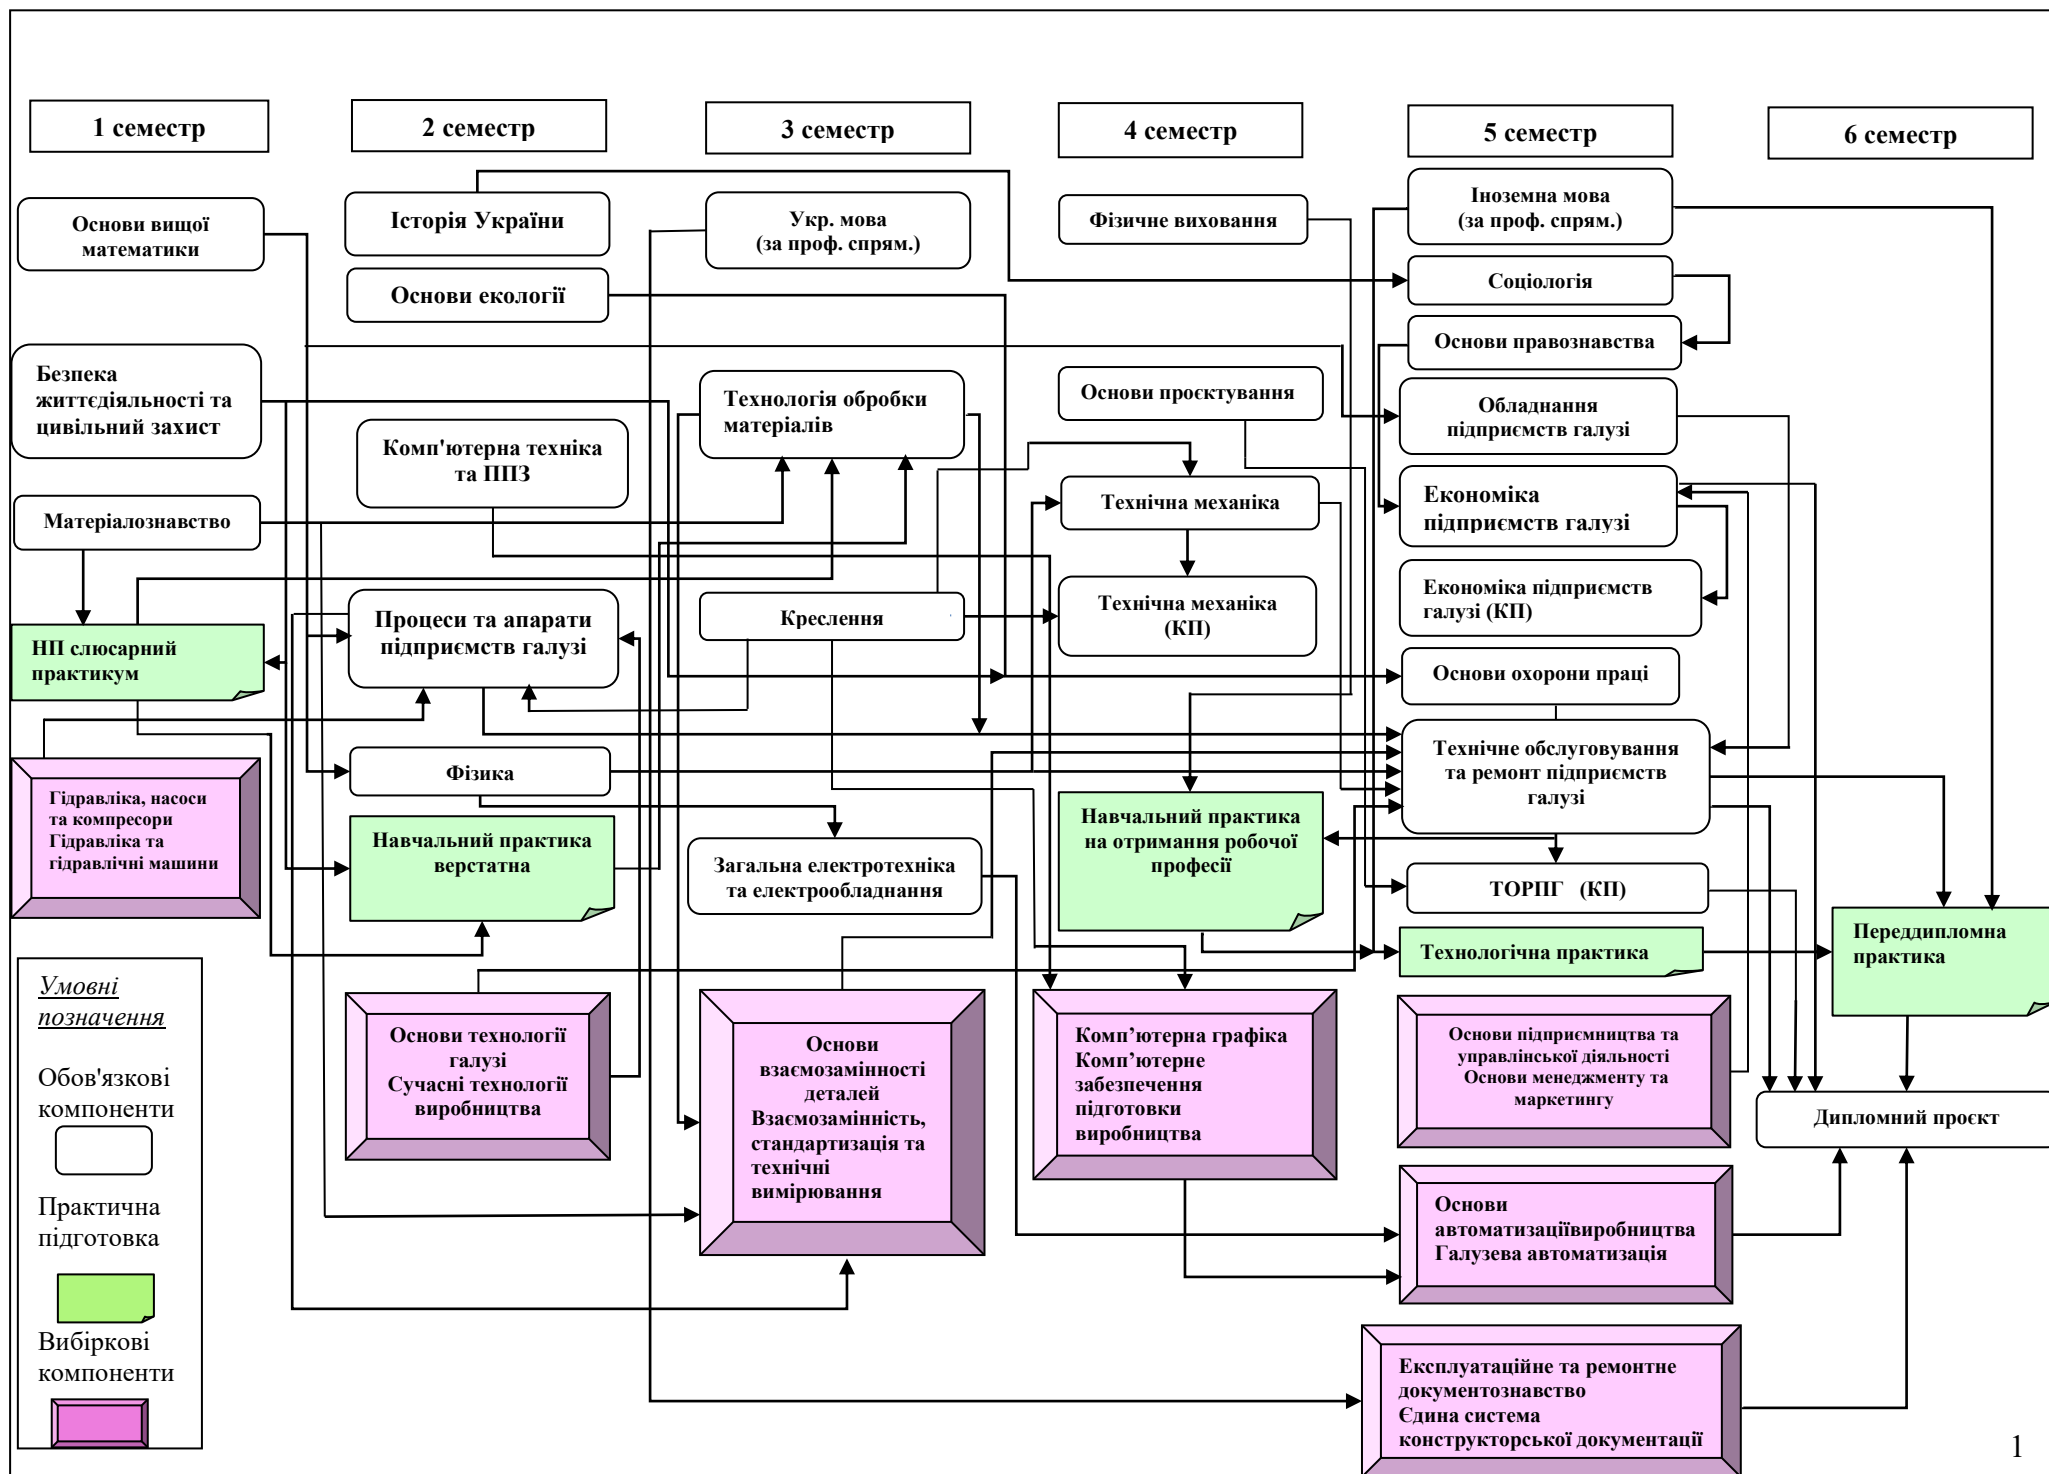 1 семестр
2 семестр
3 семестр
4 семестр
5 семестр
6 семестр
Основи вищої
математики
Безпека
життєдіяльності та
цивільний захист
Матеріалознавство
НП слюсарний
практикум
Гідравліка, насоси
та компресори
Гідравліка та
гідравлічні машини
Історія України
Основи екології
Комп'ютерна техніка
та ППЗ
Процеси та апарати
підприємств галузі
Фізика
Навчальний практика
верстатна
Основи технології
галузі
Сучасні технології
виробництва
Укр. мова
(за проф. спрям.)
Технологія обробки
матеріалів
Креслення
Загальна електротехніка
та електрообладнання
Основи
взаємозамінності
деталей
Взаємозамінність,
стандартизація та
технічні
вимірювання
Фізичне виховання
Основи проєктування
Технічна механіка
Технічна механіка
(КП)
Навчальний практика
на отримання робочої
професії
Комп’ютерна графіка
Комп’ютерне
забезпечення
підготовки
виробництва
Іноземна мова
(за проф. спрям.)
Соціологія
Основи правознавства
Обладнання
підприємств галузі
Економіка
підприємств галузі
Економіка підприємств
галузі (КП)
Основи охорони праці
Технічне обслуговування
та ремонт підприємств
галузі
ТОРПГ (КП)
Технологічна практика
Основи підприємництва та
управлінської діяльності
Основи менеджменту та
маркетингу
Основи
автоматизаціївиробництва
Галузева автоматизація
Експлуатаційне та ремонтне
документознавство
Єдина система
конструкторської документації
Переддипломна
практика
Дипломний проєкт
Умовні
позначення
Обов'язкові
компоненти
Практична
підготовка
Вибіркові
компоненти
1